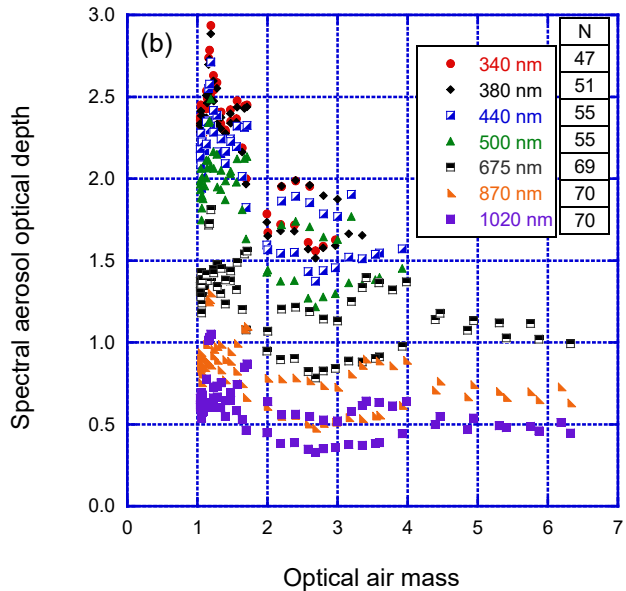 (b)
N
340 nm 47
380 nm 51
440 nm 55
500 nm 55
675 nm 69
870 nm 70
1020 nm 70
3.0
2.5
2.0
1.5
1.0
0.5
0.0
Spectral aerosol optical depth
0 1 2 3 4 5 6 7
Optical air mass